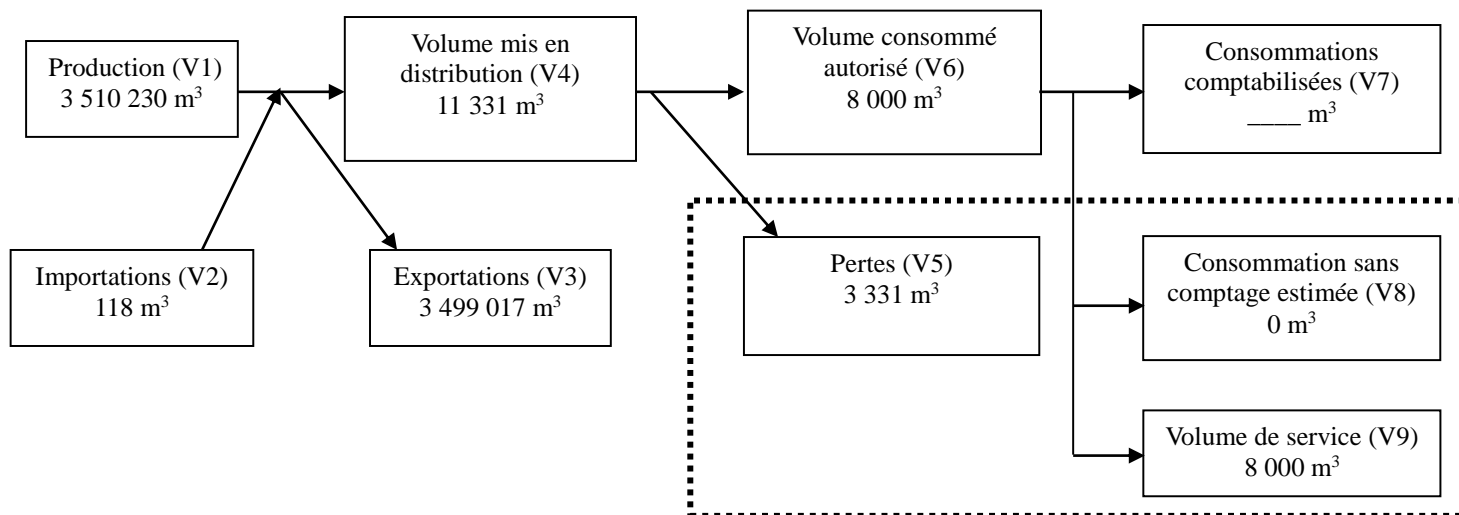 Production (V1)
3 510 230 m³
Volume mis en
distribution (V4)
11 331 m³
Volume consommé
autorisé (V6)
8 000 m³
Consommations
comptabilisées (V7)
____ m³
Importations (V2)
118 m³
Exportations (V3)
3 499 017 m³
Pertes (V5)
3 331 m³
Consommation sans
comptage estimée (V8)
0 m³
Volume de service (V9)
8 000 m³